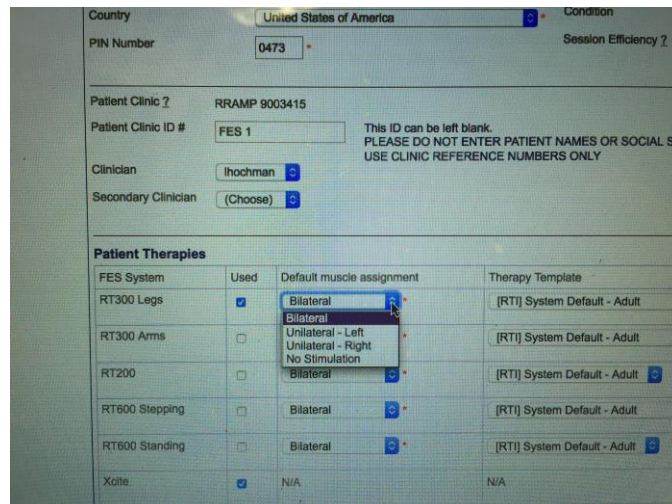 Country United States of America Condition
PIN Number 0473 * Session Efficiency ?
Patient Clinic ? RRAMP 9003415
Patient Clinic ID # FES 1 This ID can be left blank.
PLEASE DO NOT ENTER PATIENT NAMES OR SOCIAL S
USE CLINIC REFERENCE NUMBERS ONLY
Clinician lhochman
Secondary Clinician (Choose)
Patient Therapies
FES System Used Default muscle assignment Therapy Template
RT300 Legs Bilateral * [RTI] System Default - Adult
Bilateral
Unilateral - Left
Unilateral - Right
No Stimulation
RT300 Arms * [RTI] System Default - Adult
RT200 Bilateral * [RTI] System Default - Adult
RT600 Stepping Bilateral * [RTI] System Default - Adult
RT600 Standing Bilateral * [RTI] System Default - Adult
Xcite N/A N/A